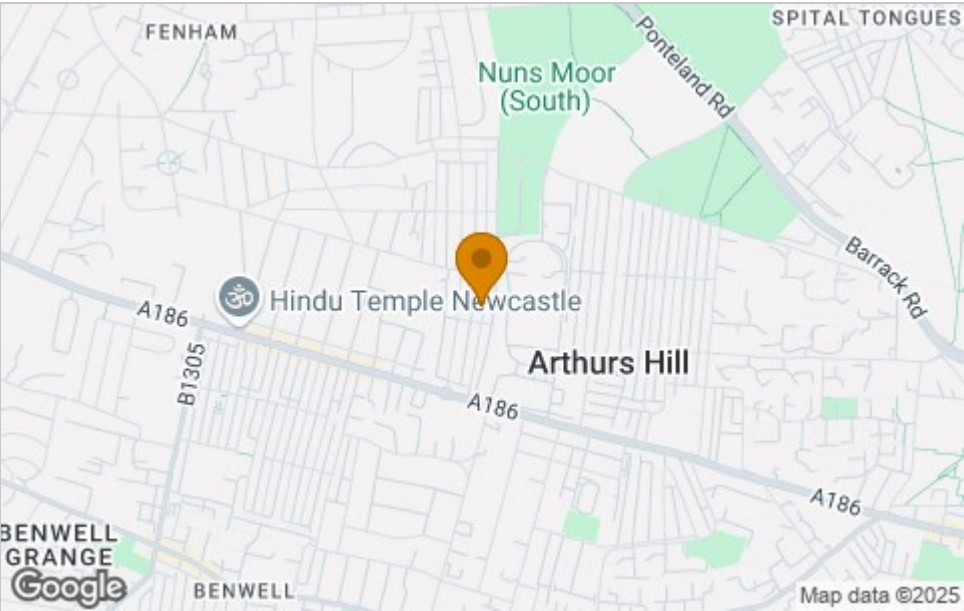 FENHAM
SPITAL TONGUES
Ponteland Rd
Nuns Moor
(South)
Barrack Rd
ॐ
Hindu Temple Newcastle
A186
B1305
Arthurs Hill
A186
A186
BENWELL
GRANGE
BENWELL
Google
Map data ©2025